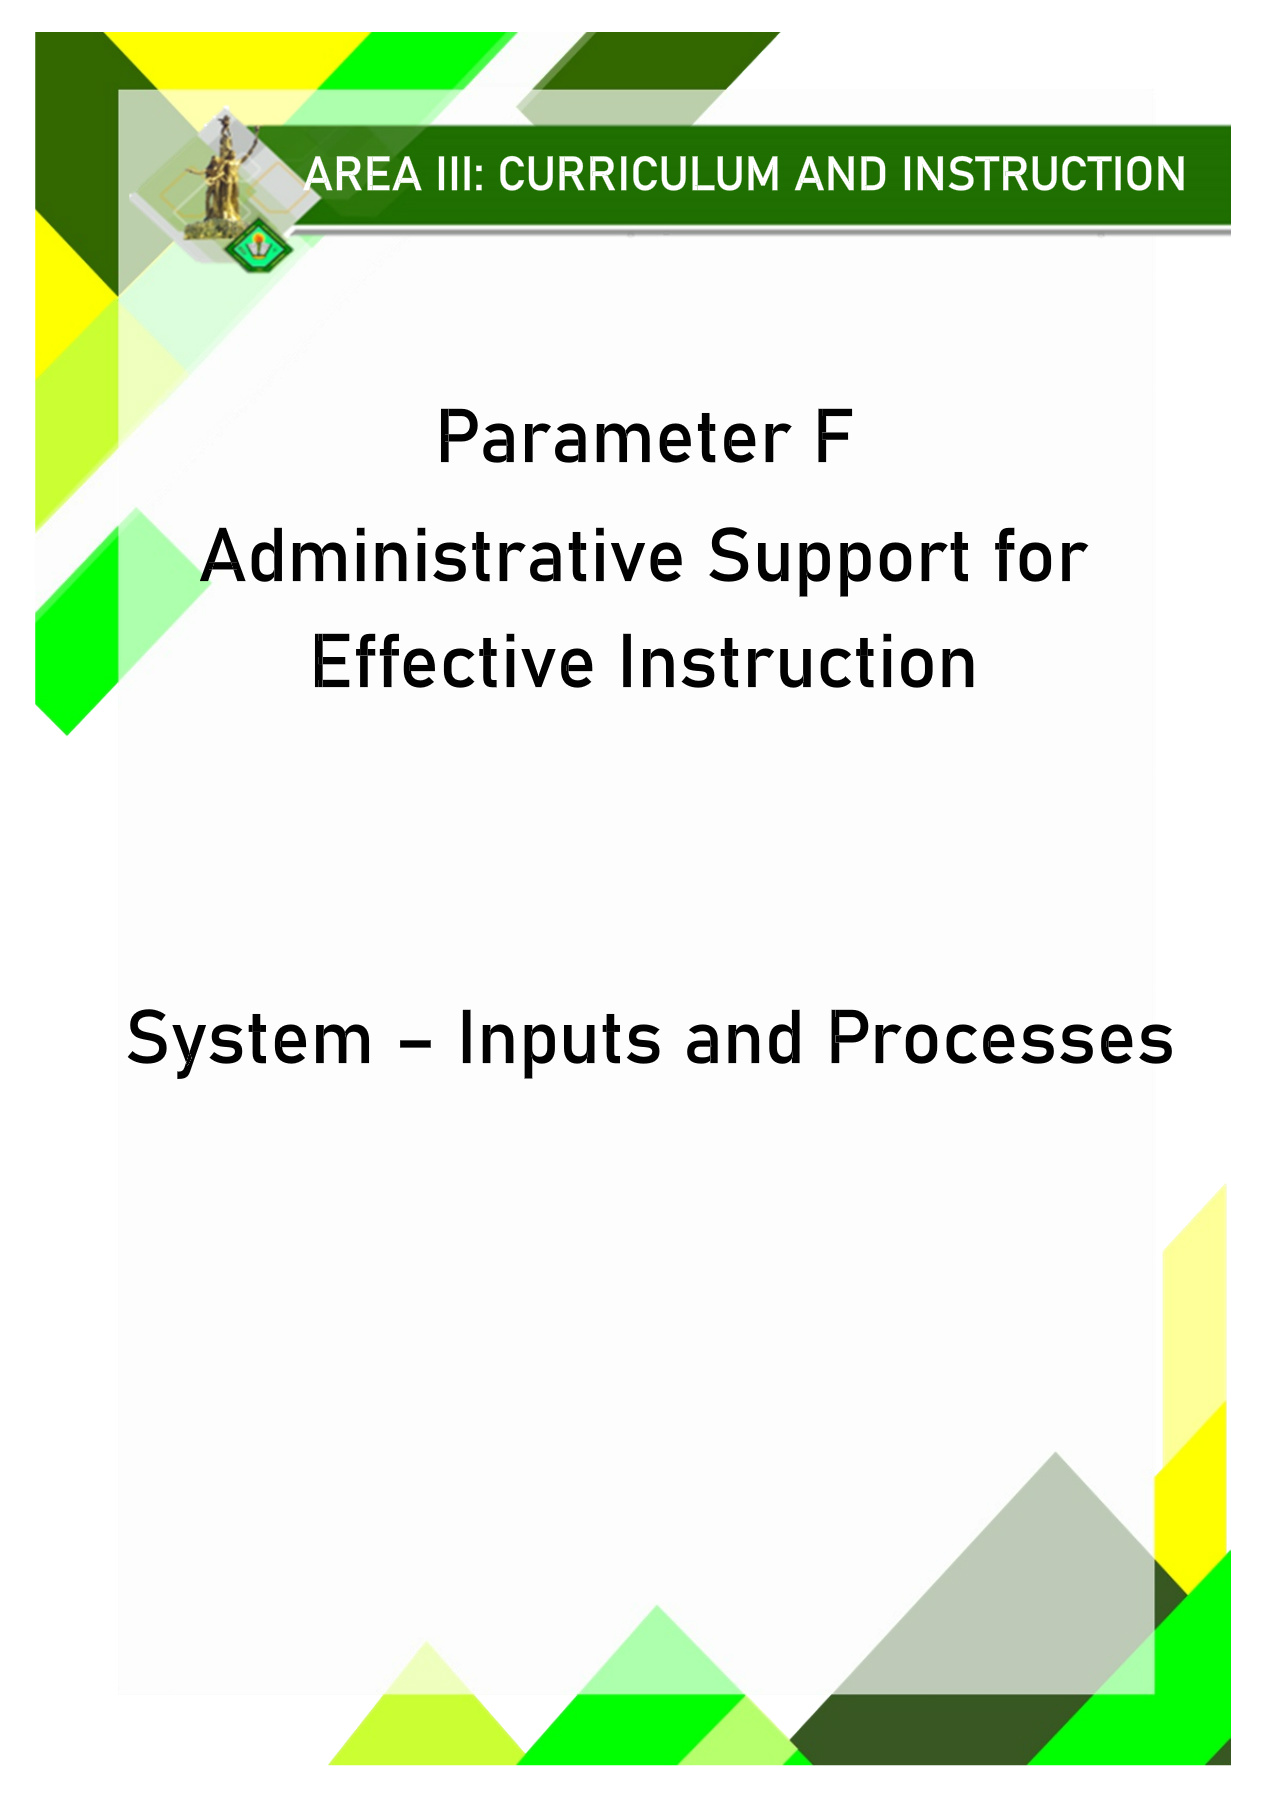 AREA III: CURRICULUM AND INSTRUCTION
Parameter F
Administrative Support for
Effective Instruction
System – Inputs and Processes